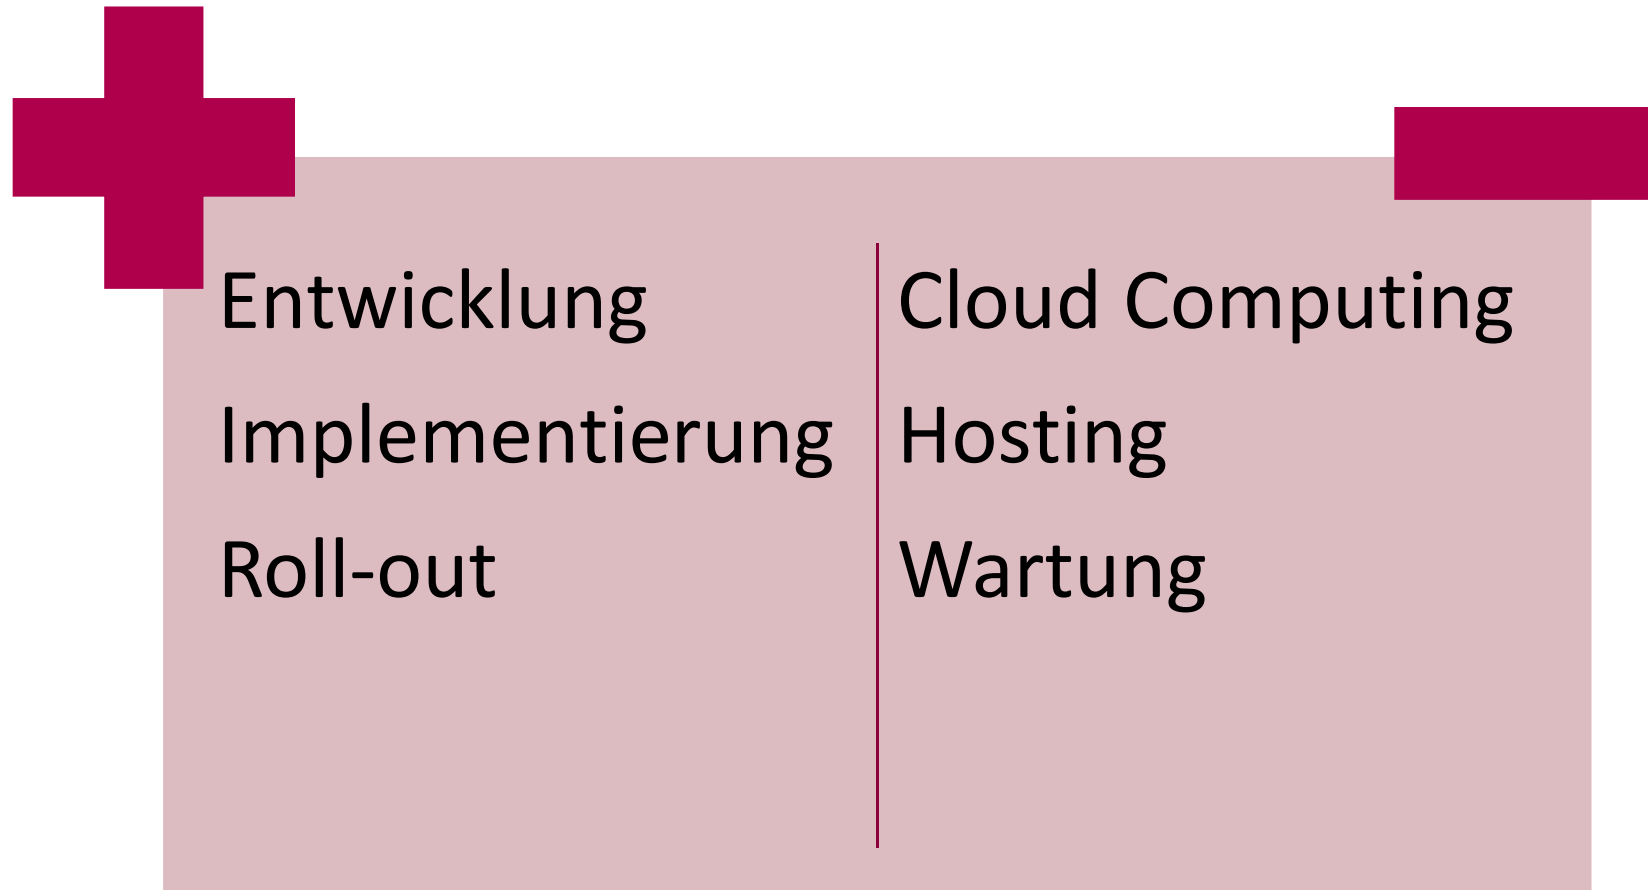 Entwicklung
Implementierung
Roll-out
Cloud Computing
Hosting
Wartung